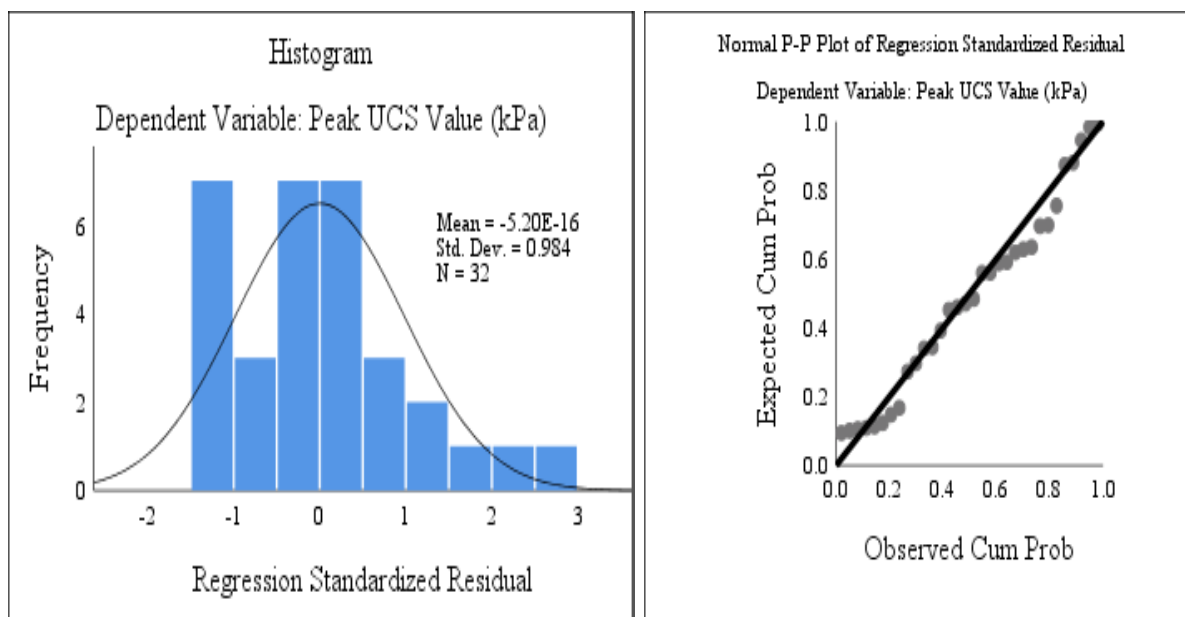 Histogram
Dependent Variable: Peak UCS Value (kPa)
Mean = -5.20E-16
Std. Dev. = 0.984
N = 32
Frequency
6
4
2
0
-2 -1 0 1 2 3
Regression Standardized Residual
Normal P-P Plot of Regression Standardized Residual
Dependent Variable: Peak UCS Value (kPa)
Expected Cum Prob
1.0
0.8
0.6
0.4
0.2
0.0
0.0 0.2 0.4 0.6 0.8 1.0
Observed Cum Prob